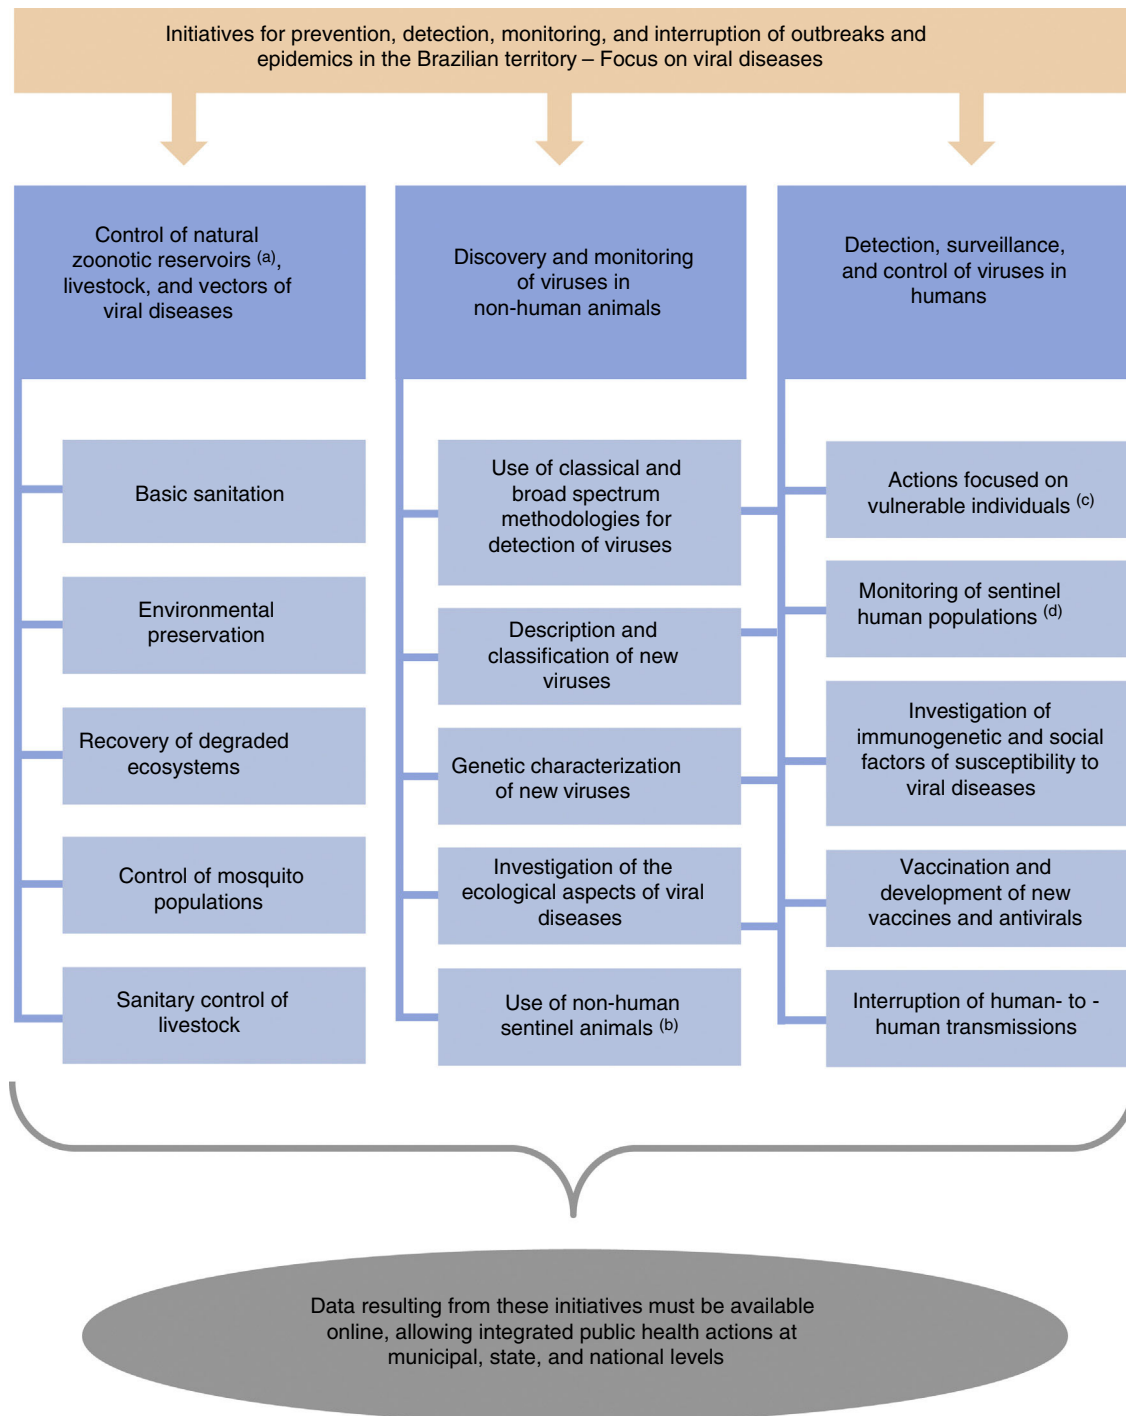 Initiatives for prevention, detection, monitoring, and interruption of outbreaks and
epidemics in the Brazilian territory – Focus on viral diseases
Control of natural
zoonotic reservoirs (a),
livestock, and vectors of
viral diseases
Basic sanitation
Environmental
preservation
Recovery of degraded
ecosystems
Control of mosquito
populations
Sanitary control of
livestock
Discovery and monitoring
of viruses in
non-human animals
Use of classical and
broad spectrum
methodologies for
detection of viruses
Description and
classification of new
viruses
Genetic characterization
of new viruses
Investigation of the
ecological aspects of viral
diseases
Use of non-human
sentinel animals (b)
Detection, surveillance,
and control of viruses in
humans
Actions focused on
vulnerable individuals (c)
Monitoring of sentinel
human populations (d)
Investigation of
immunogenetic and social
factors of susceptibility to
viral diseases
Vaccination and
development of new
vaccines and antivirals
Interruption of human- to -
human transmissions
Data resulting from these initiatives must be available
online, allowing integrated public health actions at
municipal, state, and national levels